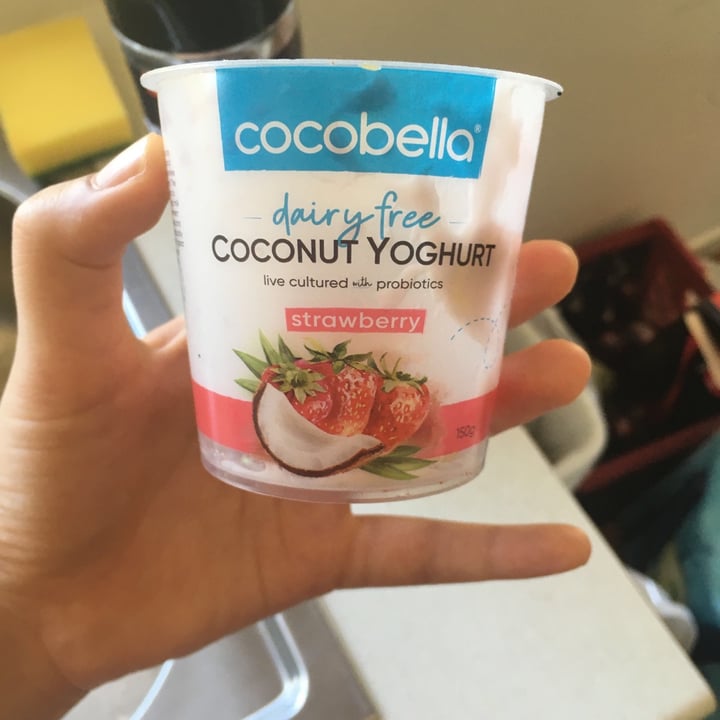 cocobella®
dairy free
COCONUT YOGHURT
live cultured with probiotics
strawberry
150g